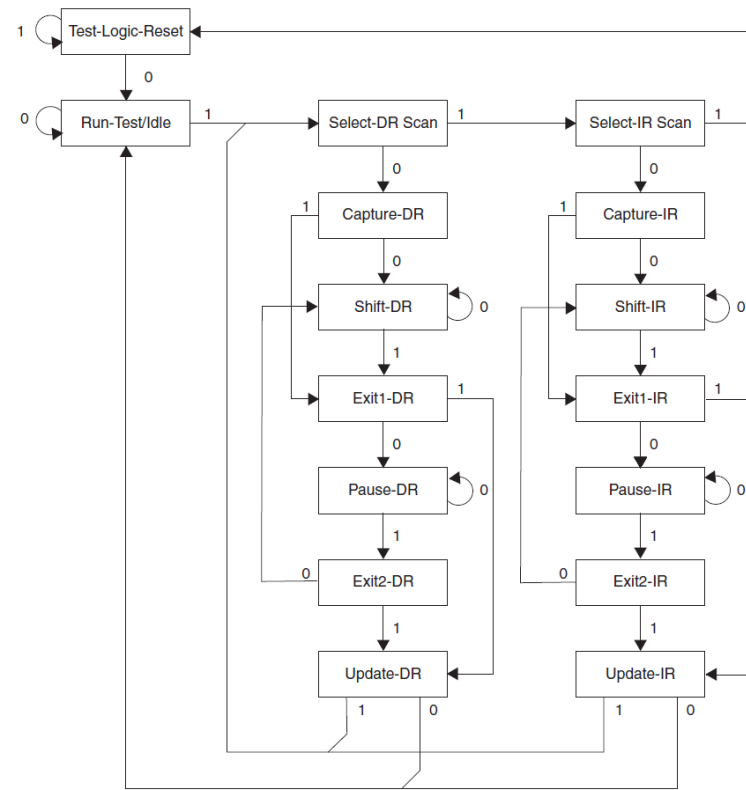 1
Test-Logic-Reset
0
0
Run-Test/Idle
1
Select-DR Scan
1
Select-IR Scan
1
0
0
1
Capture-DR
1
Capture-IR
0
0
Shift-DR
0
Shift-IR
0
1
1
Exit1-DR
1
Exit1-IR
1
0
0
Pause-DR
0
Pause-IR
0
1
1
0
Exit2-DR
0
Exit2-IR
1
1
Update-DR
Update-IR
1
0
1
0